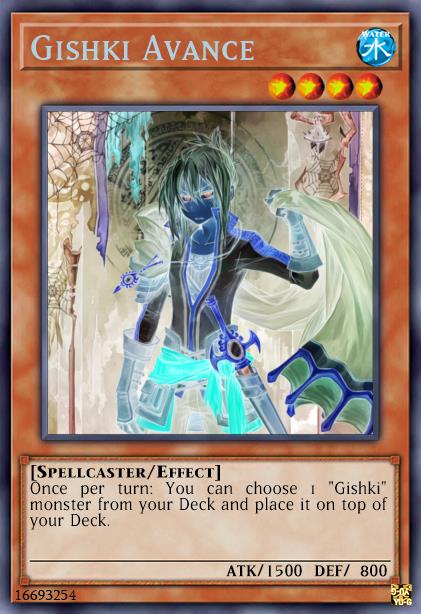 GISHKI AVANCE
WATER
水
[SPELLCASTER/EFFECT]
Once per turn: You can choose 1 "Gishki"
monster from your Deck and place it on top of
your Deck.
ATK/1500 DEF/ 800
16693254